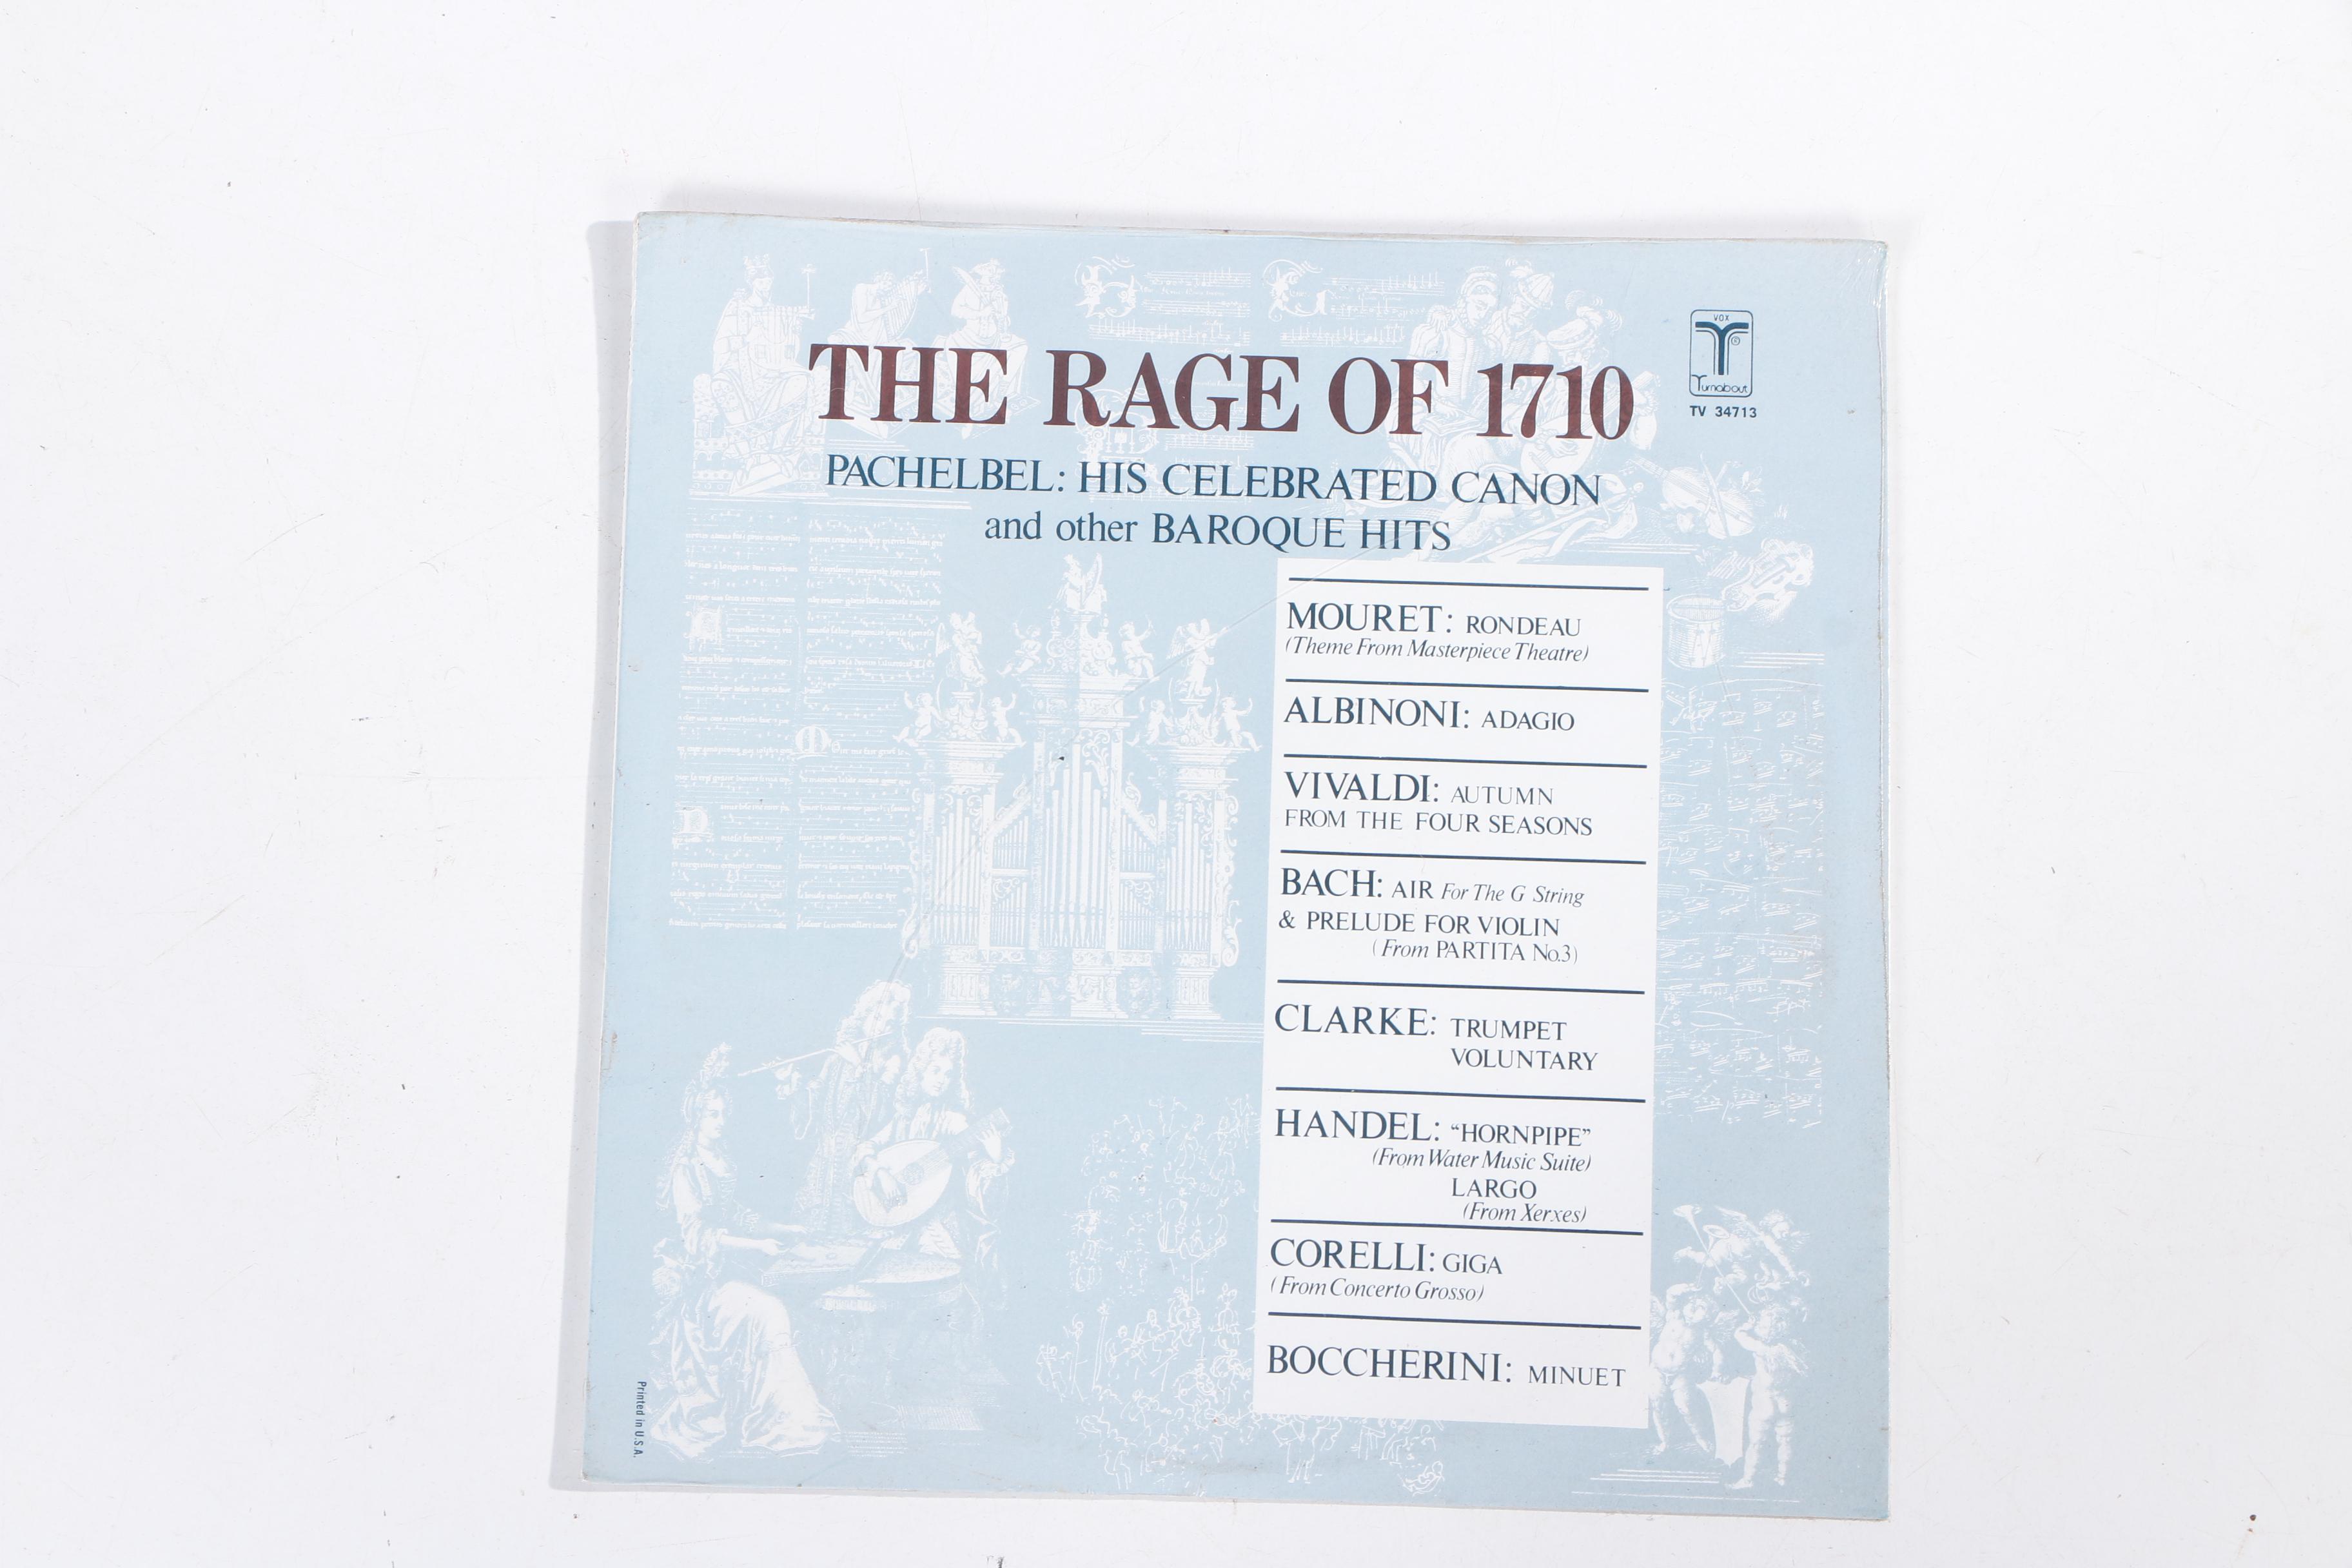 VOX
Turnabout
TV 34713
THE RAGE OF 1710
PACHELBEL: HIS CELEBRATED CANON
and other BAROQUE HITS
MOURET: RONDEAU
(Theme From Masterpiece Theatre)
ALBINONI: ADAGIO
VIVALDI: AUTUMN
FROM THE FOUR SEASONS
BACH: AIR For The G String
& PRELUDE FOR VIOLIN
(From PARTITA No.3)
CLARKE: TRUMPET
VOLUNTARY
HANDEL: “HORNPIPE”
(From Water Music Suite)
LARGO
(From Xerxes)
CORELLI: GIGA
(From Concerto Grosso)
BOCCHERINI: MINUET
Printed in U.S.A.